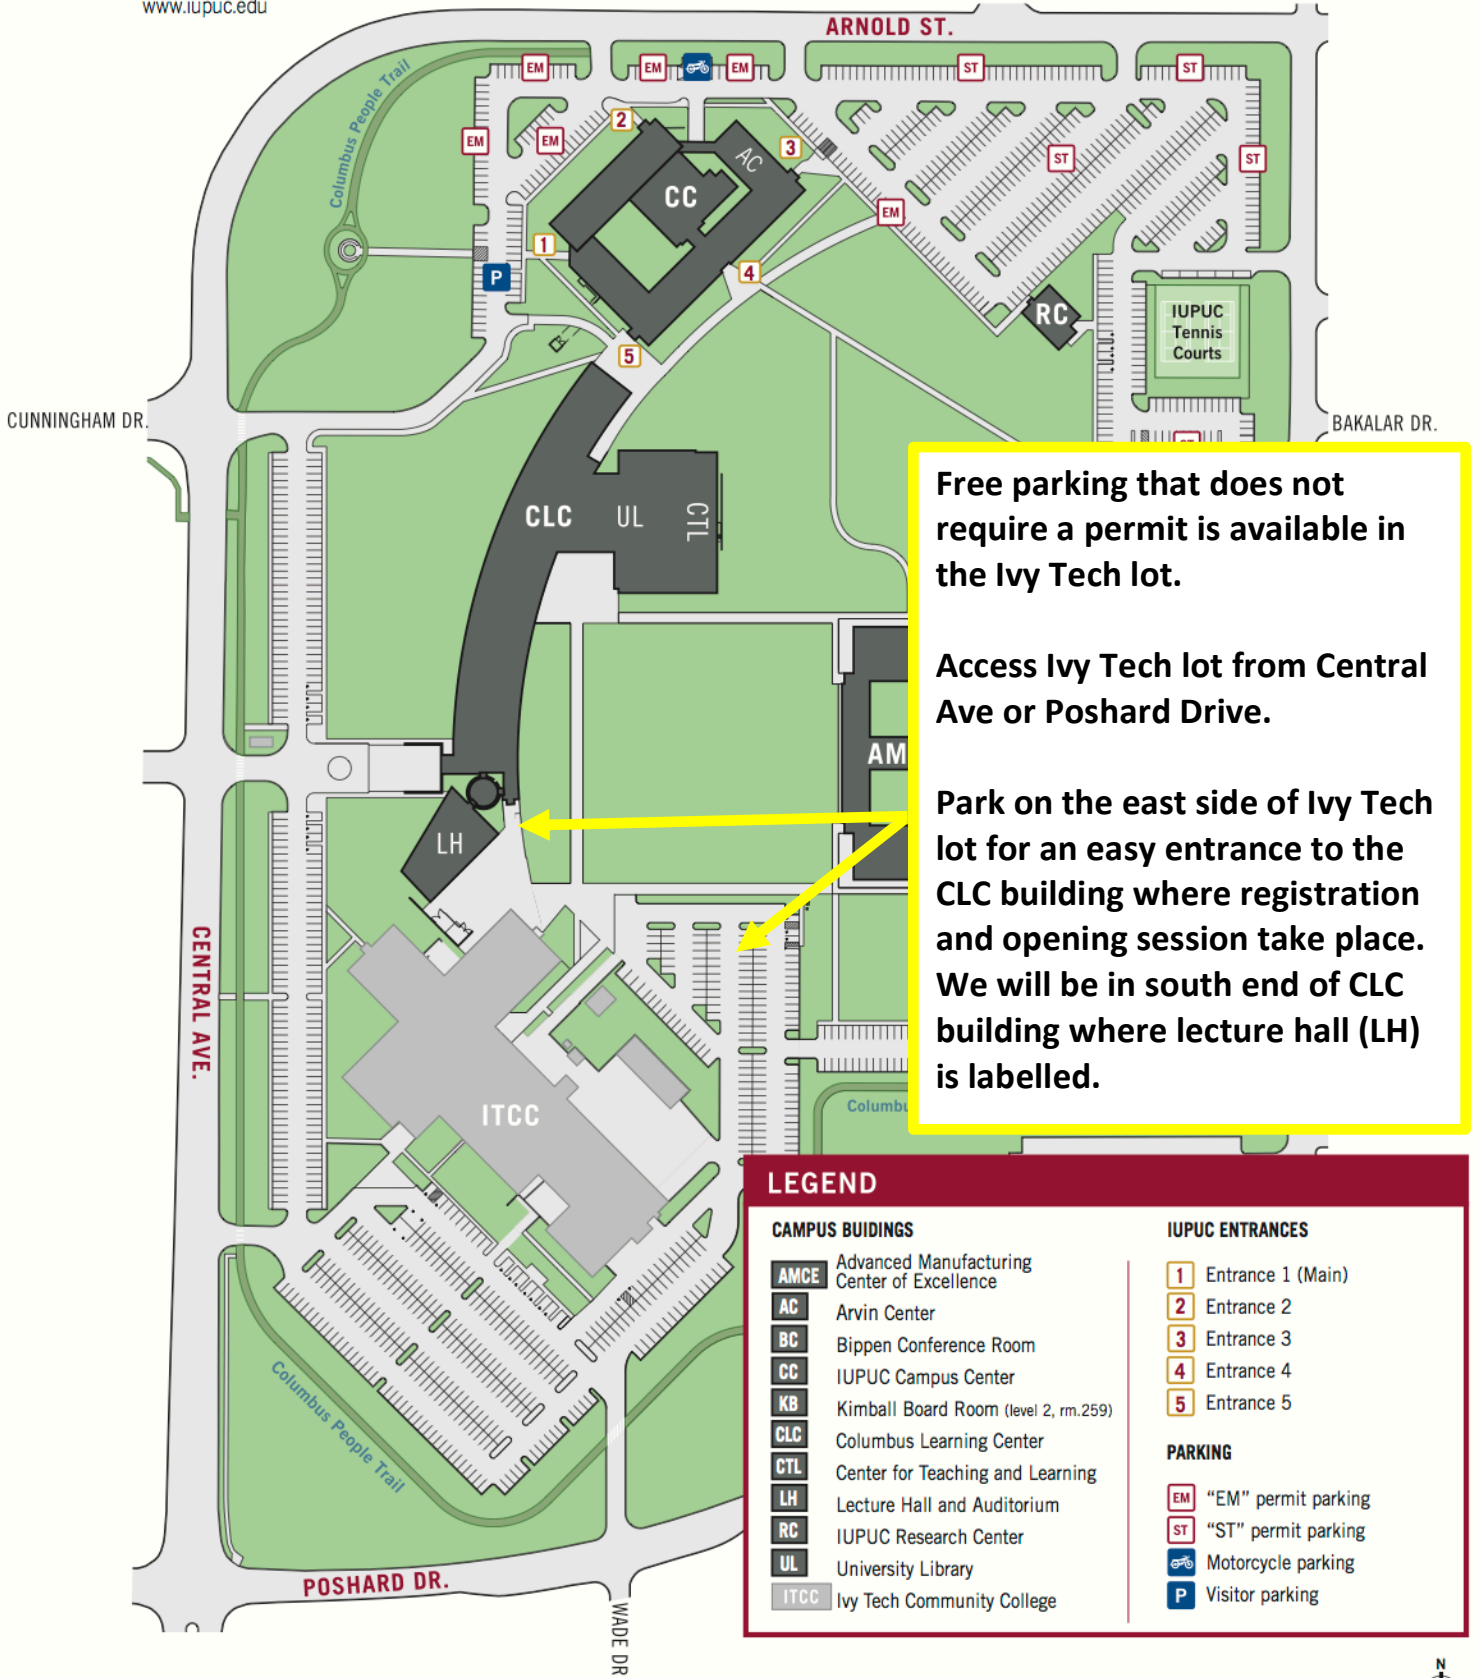 www.iupuc.edu
ARNOLD ST.
Columbus People Trail
EM
EM
EM
ST
ST
EM
EM
2
3
AC
ST
ST
CC
EM
1
P
4
RC
IUPUC
Tennis
Courts
5
CUNNINGHAM DR.
BAKALAR DR.
CLC
UL
CTL
Free parking that does not
require a permit is available in
the Ivy Tech lot.
Access Ivy Tech lot from Central
Ave or Poshard Drive.
Park on the east side of Ivy Tech
lot for an easy entrance to the
CLC building where registration
and opening session take place.
We will be in south end of CLC
building where lecture hall (LH)
is labelled.
AM
LH
CENTRAL AVE.
ITCC
Columbu
Columbus People Trail
POSHARD DR.
WADE DR
LEGEND
CAMPUS BUIDINGS
AMCE Advanced Manufacturing
Center of Excellence
AC Arvin Center
BC Bippen Conference Room
CC IUPUC Campus Center
KB Kimball Board Room (level 2, rm.259)
CLC Columbus Learning Center
CTL Center for Teaching and Learning
LH Lecture Hall and Auditorium
RC IUPUC Research Center
UL University Library
ITCC Ivy Tech Community College
IUPUC ENTRANCES
1 Entrance 1 (Main)
2 Entrance 2
3 Entrance 3
4 Entrance 4
5 Entrance 5
PARKING
EM “EM” permit parking
ST “ST” permit parking
Motorcycle parking
P Visitor parking
N